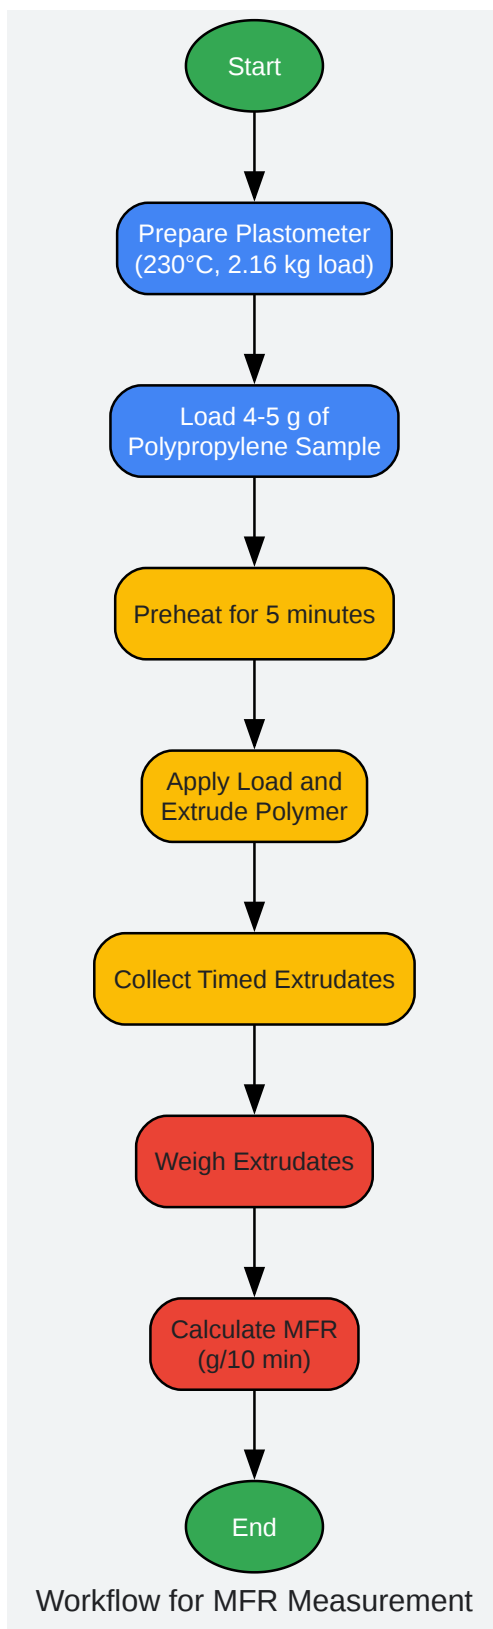 Start
Prepare Plastometer
(230°C, 2.16 kg load)
Load 4-5 g of
Polypropylene Sample
Preheat for 5 minutes
Apply Load and
Extrude Polymer
Collect Timed Extrudates
Weigh Extrudates
Calculate MFR
(g/10 min)
End
Workflow for MFR Measurement